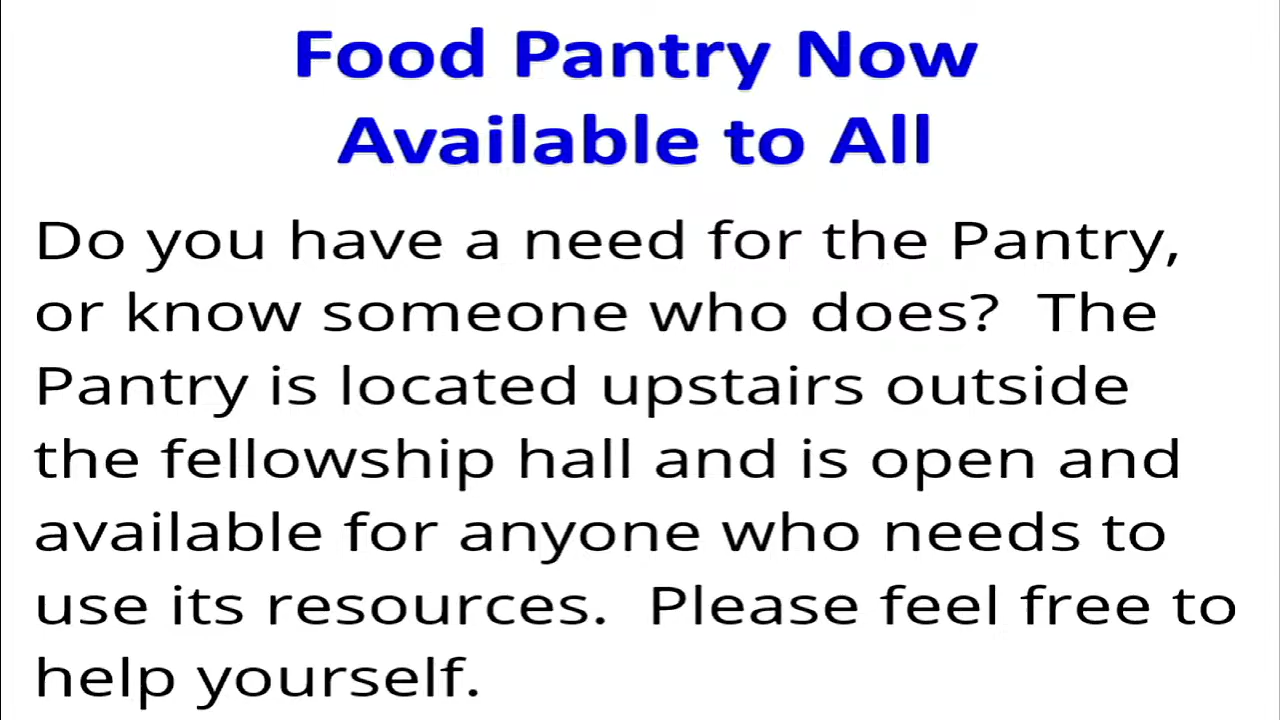 Food Pantry Now
Available to All
Do you have a need for the Pantry,
or know someone who does?  The
Pantry is located upstairs outside
the fellowship hall and is open and
available for anyone who needs to
use its resources.  Please feel free to
help yourself.